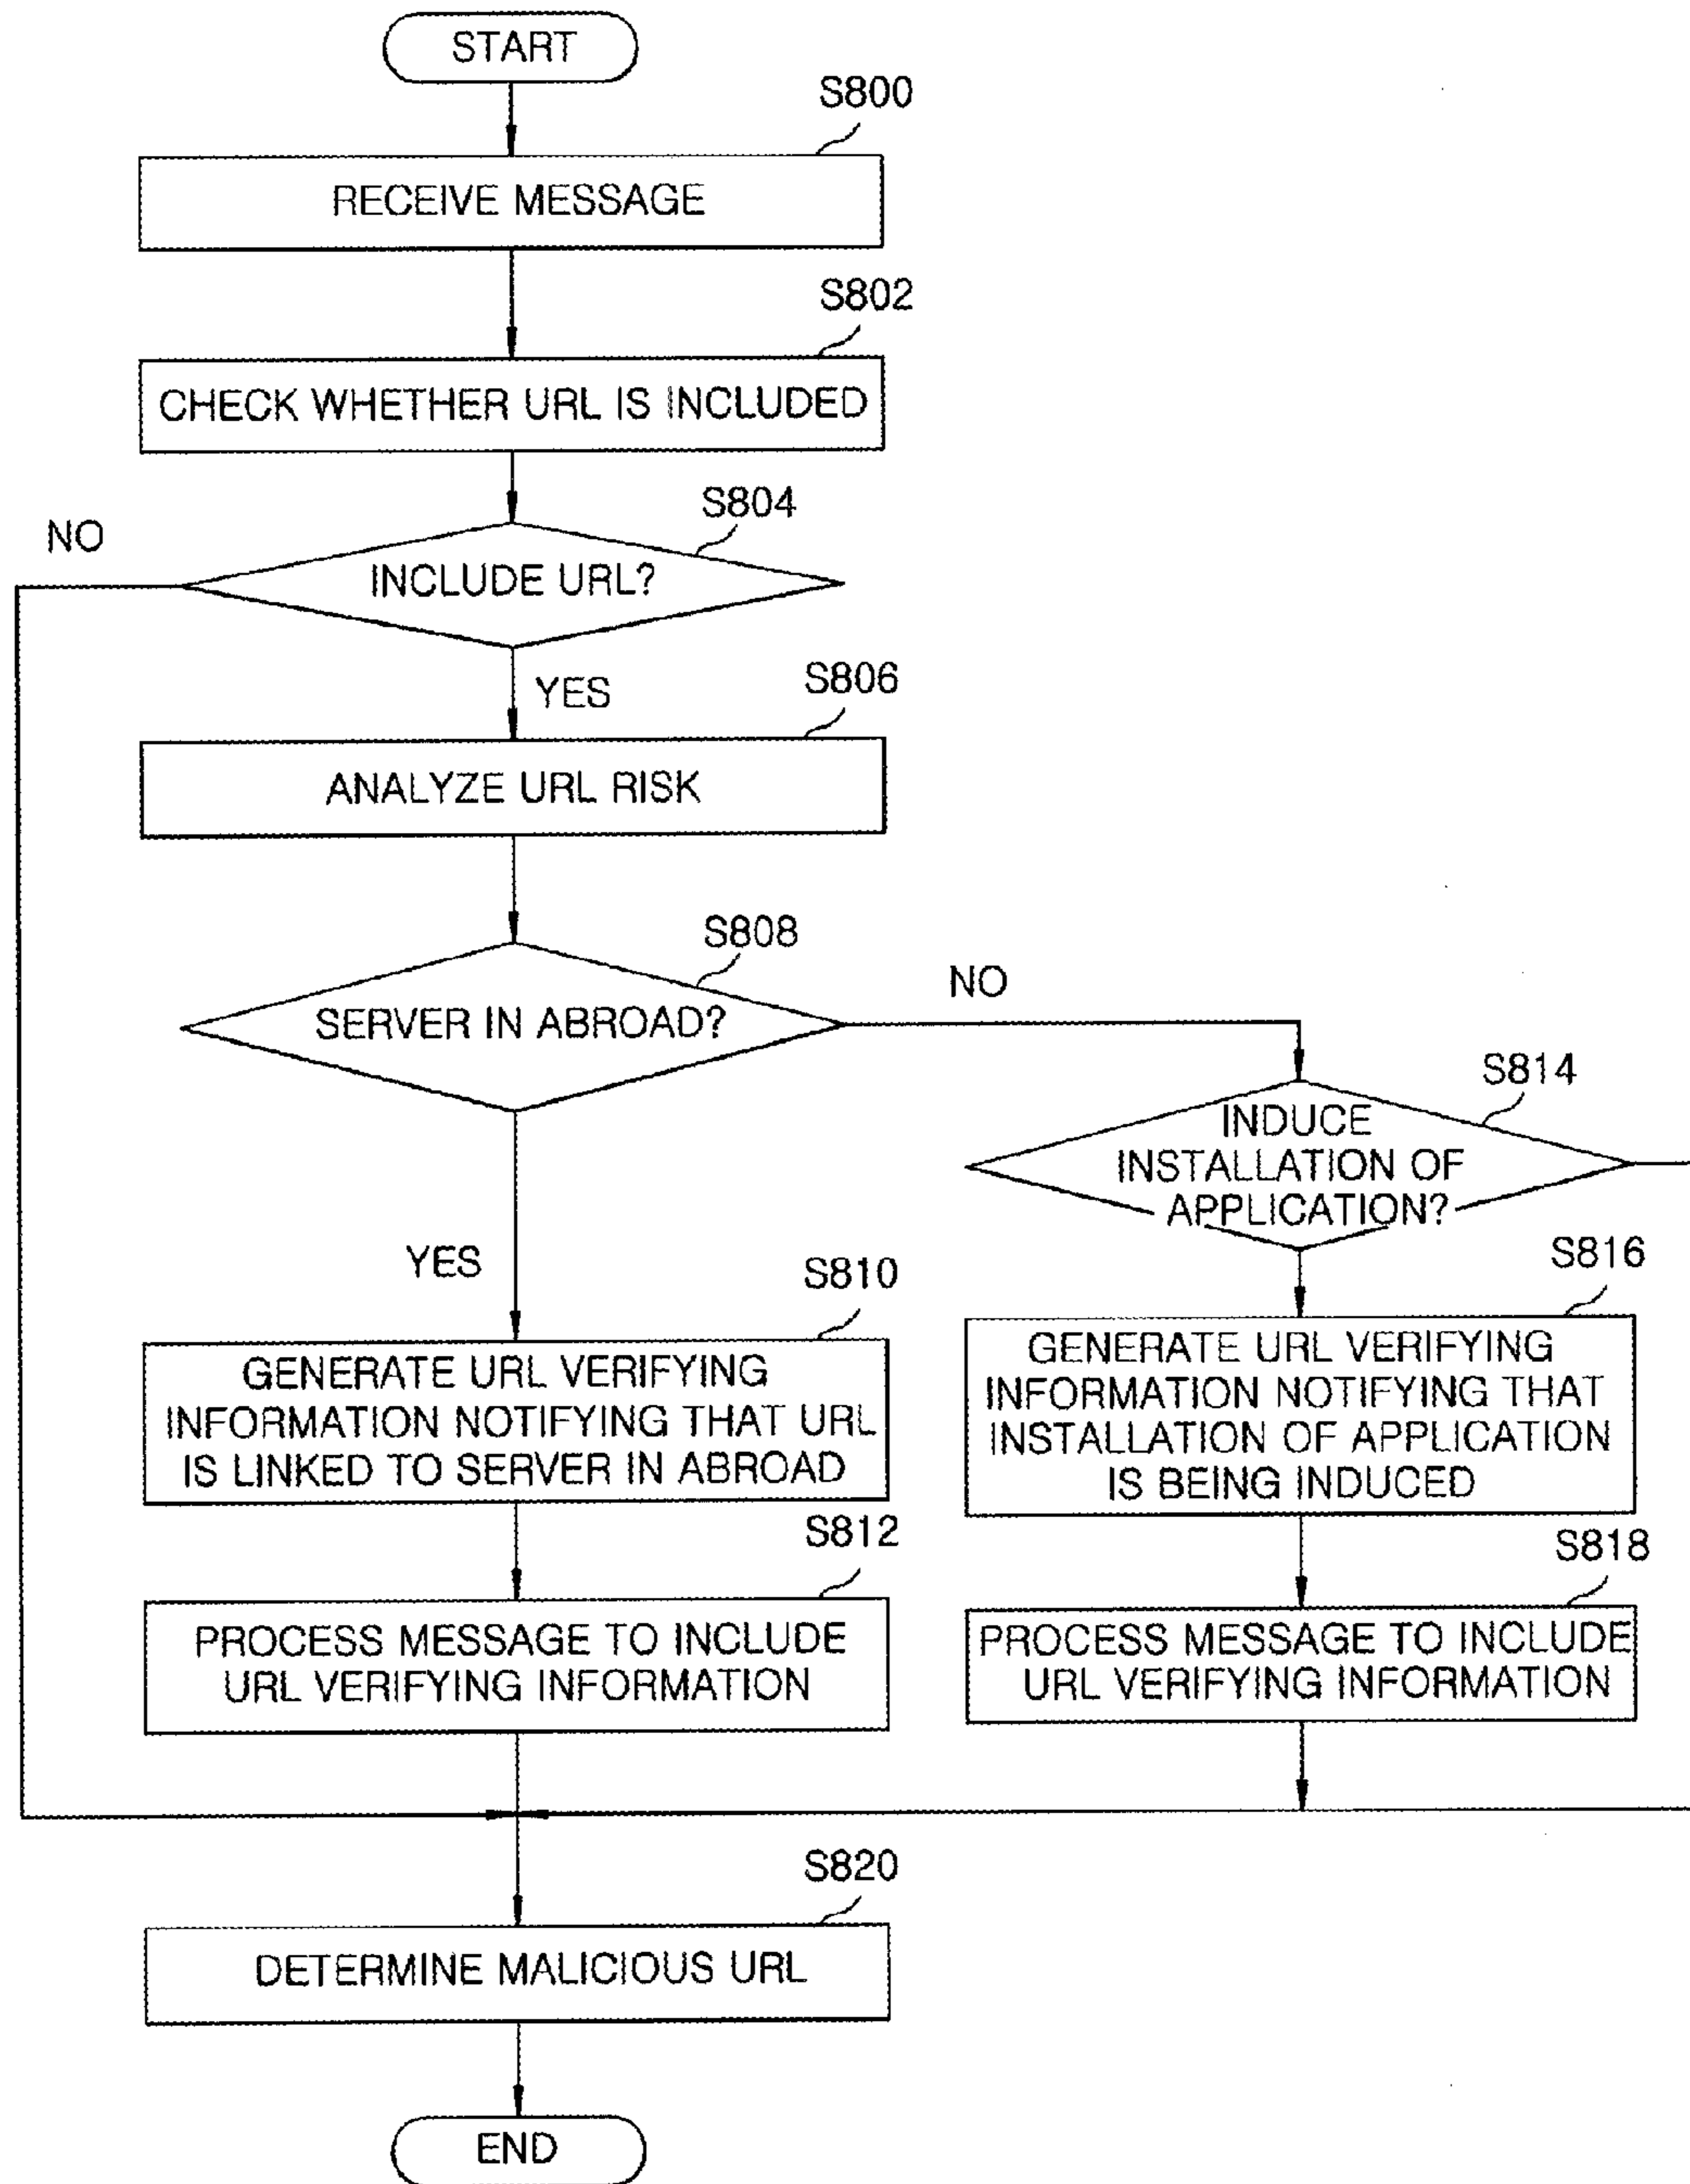 START
S800
RECEIVE MESSAGE
S802
CHECK WHETHER URL IS INCLUDED
S804
NO
INCLUDE URL?
YES
S806
ANALYZE URL RISK
S808
SERVER IN ABROAD?
NO
S814
INDUCE
INSTALLATION OF
APPLICATION?
YES
S810
GENERATE URL VERIFYING
INFORMATION NOTIFYING THAT URL
IS LINKED TO SERVER IN ABROAD
S816
GENERATE URL VERIFYING
INFORMATION NOTIFYING THAT
INSTALLATION OF APPLICATION
IS BEING INDUCED
S812
PROCESS MESSAGE TO INCLUDE
URL VERIFYING INFORMATION
S818
PROCESS MESSAGE TO INCLUDE
URL VERIFYING INFORMATION
S820
DETERMINE MALICIOUS URL
END